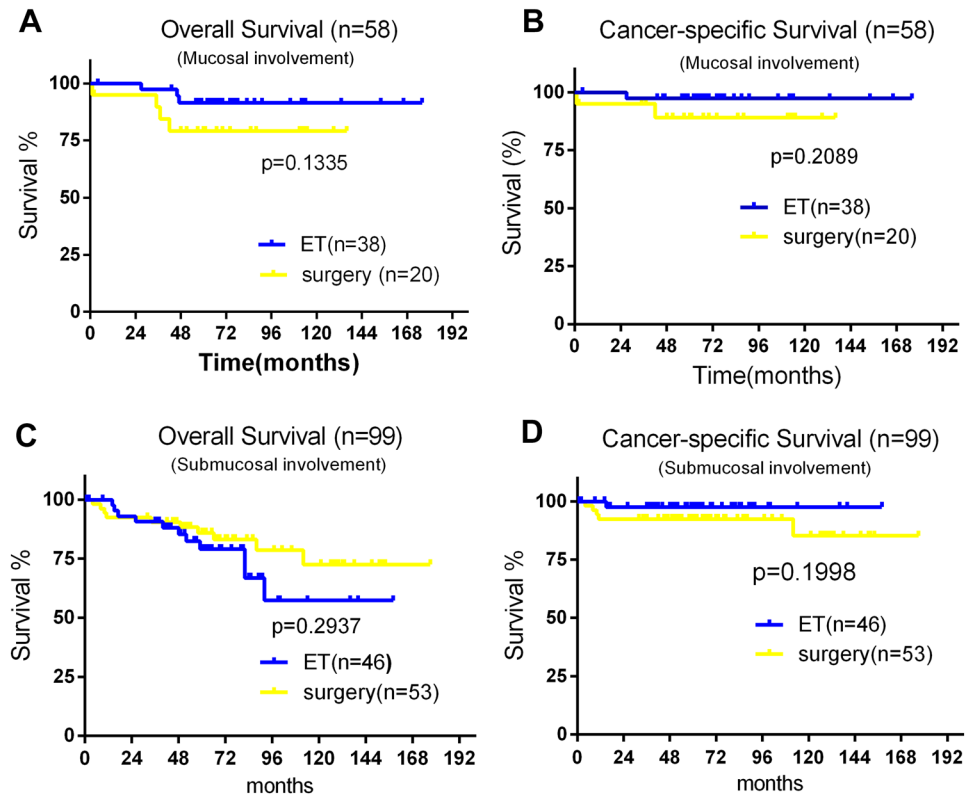 A
Overall Survival (n=58)
(Mucosal involvement)
100
75
50
25
0
Survival %
p=0.1335
ET(n=38)
surgery (n=20)
0 24 48 72 96 120 144 168 192
Time(months)
B
Cancer-specific Survival (n=58)
(Mucosal involvement)
100
75
50
25
0
Survival (%)
p=0.2089
ET(n=38)
surgery(n=20)
0 24 48 72 96 120 144 168 192
Time(months)
C
Overall Survival (n=99)
(Submucosal involvement)
100
75
50
25
0
Survival %
p=0.2937
ET(n=46)
surgery(n=53)
0 24 48 72 96 120 144 168 192
months
D
Cancer-specific Survival (n=99)
(Submucosal involvement)
100
75
50
25
0
Survival %
p=0.1998
ET(n=46)
surgery(n=53)
0 24 48 72 96 120 144 168 192
months